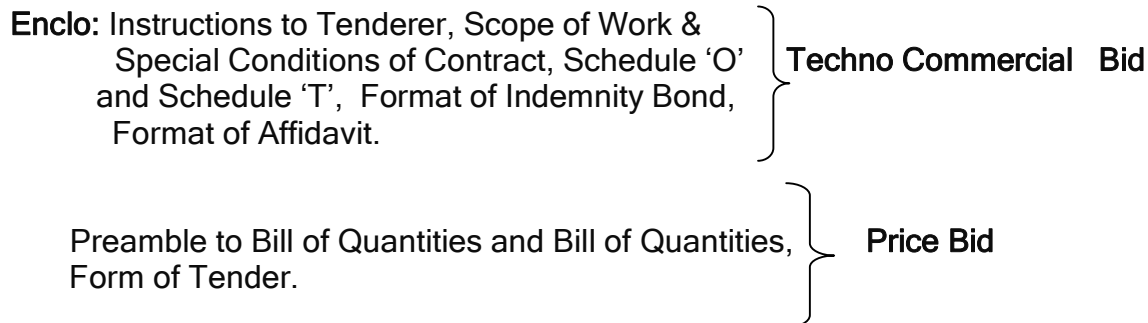 Enclo: Instructions to Tenderer, Scope of Work &
Special Conditions of Contract, Schedule ‘O’ Techno Commercial Bid
and Schedule ‘T’, Format of Indemnity Bond,
Format of Affidavit.
Preamble to Bill of Quantities and Bill of Quantities, Price Bid
Form of Tender.